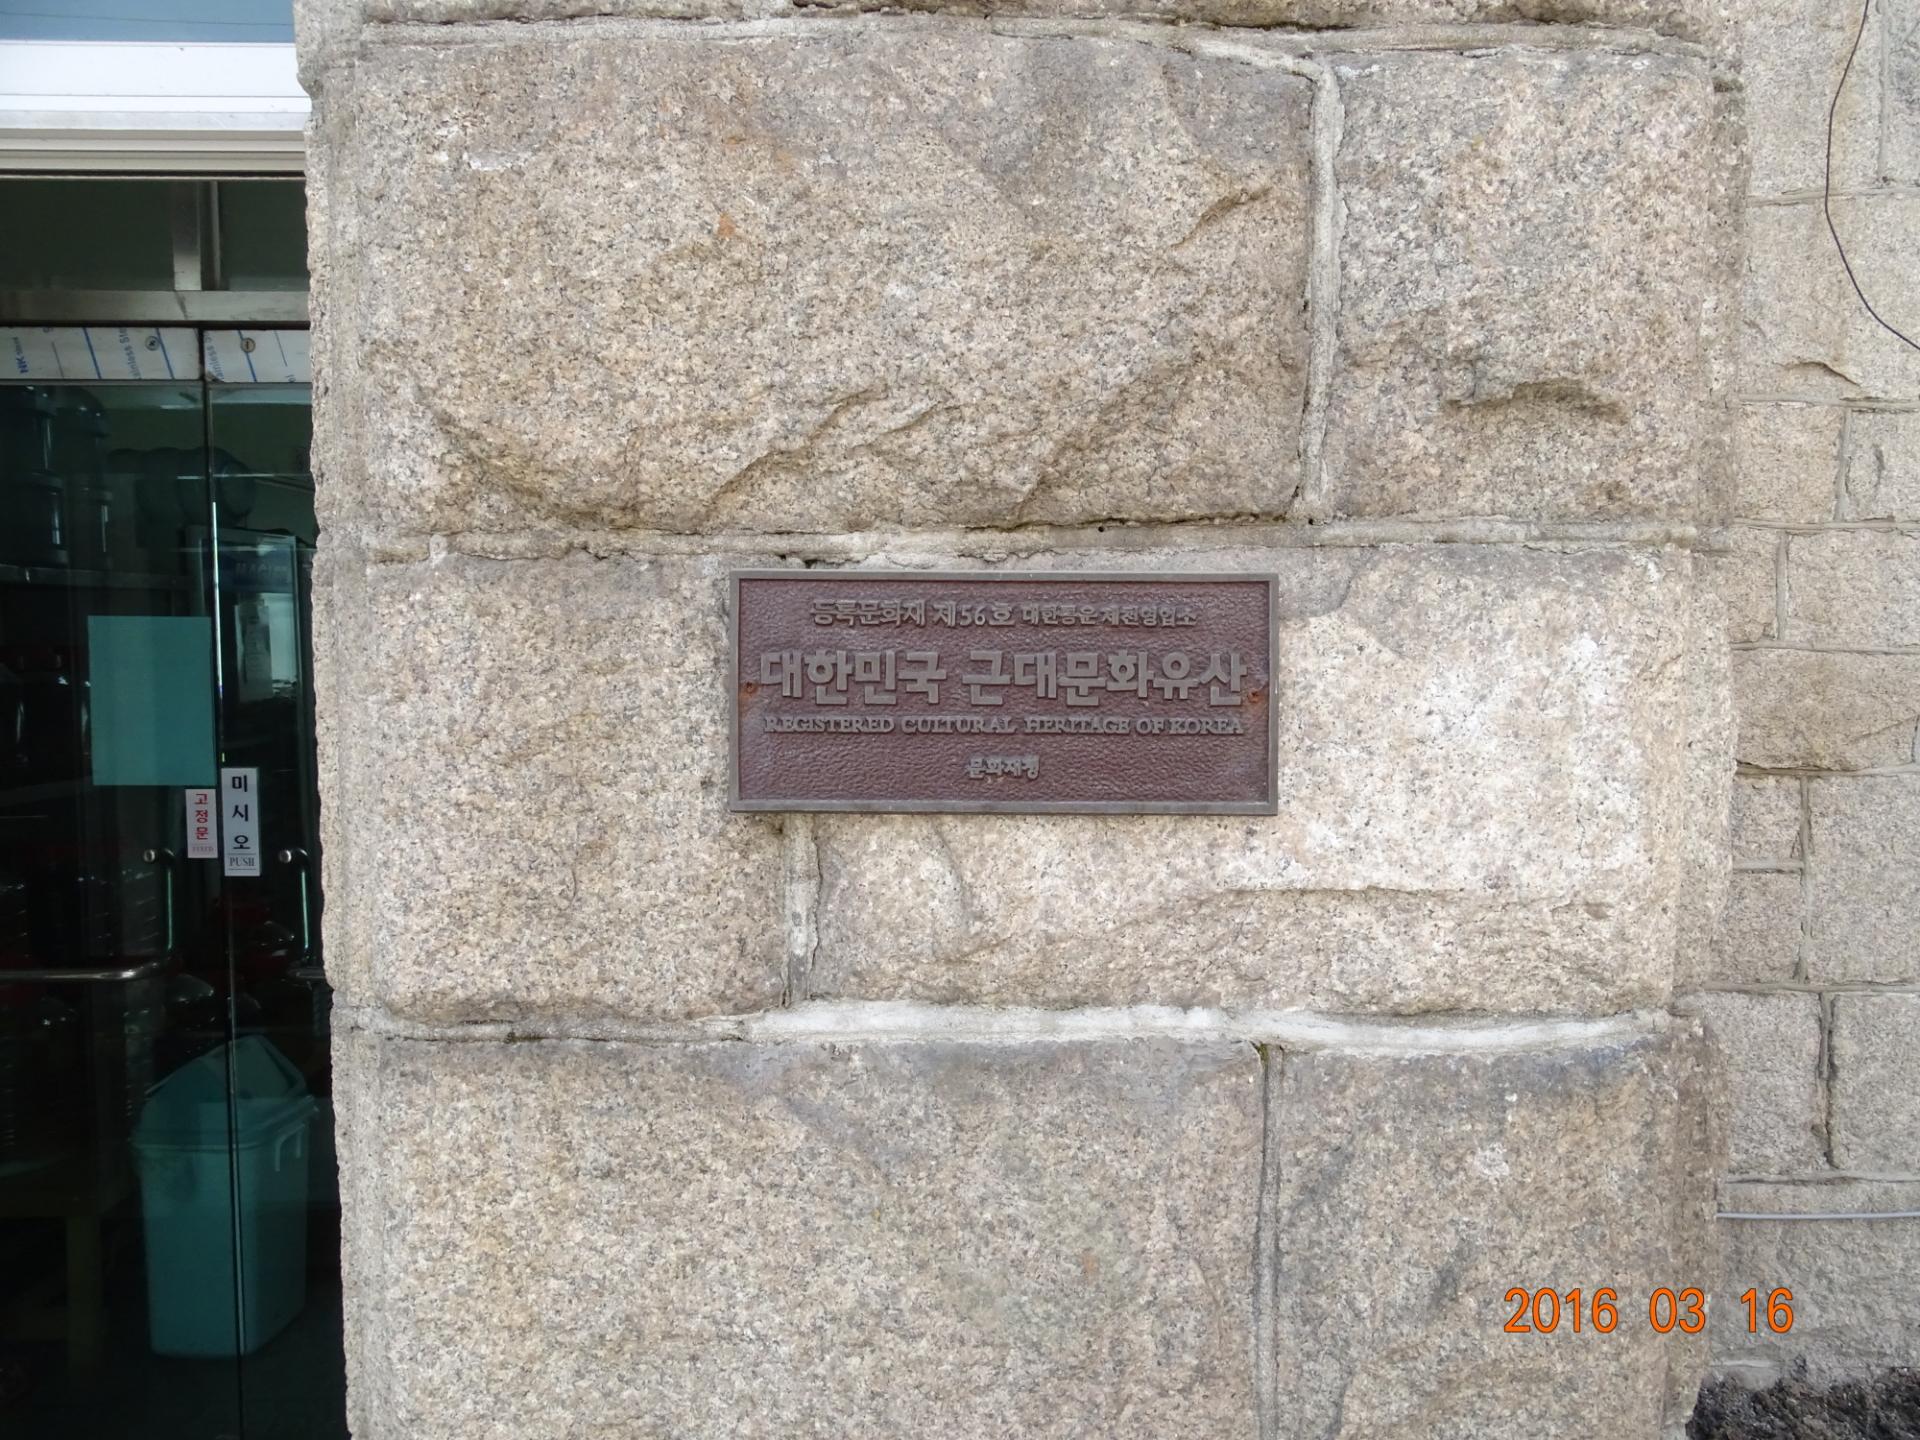 등록문화재 제56호 대한통운제천영업소
대한민국 근대문화유산
REGISTERED CULTURAL HERITAGE OF KOREA
문화재청
고정문
FIXED
미시오
PUSH
2016 03 16